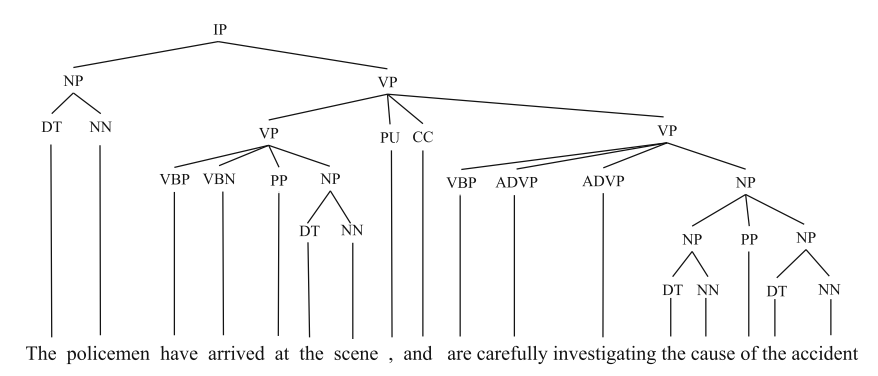 IP
NP VP
DT NN VP PU CC VP
VBP VBN PP NP VBP ADVP ADVP NP
DT NN NP PP NP
DT NN DT NN
The policemen have arrived at the scene , and are carefully investigating the cause of the accident